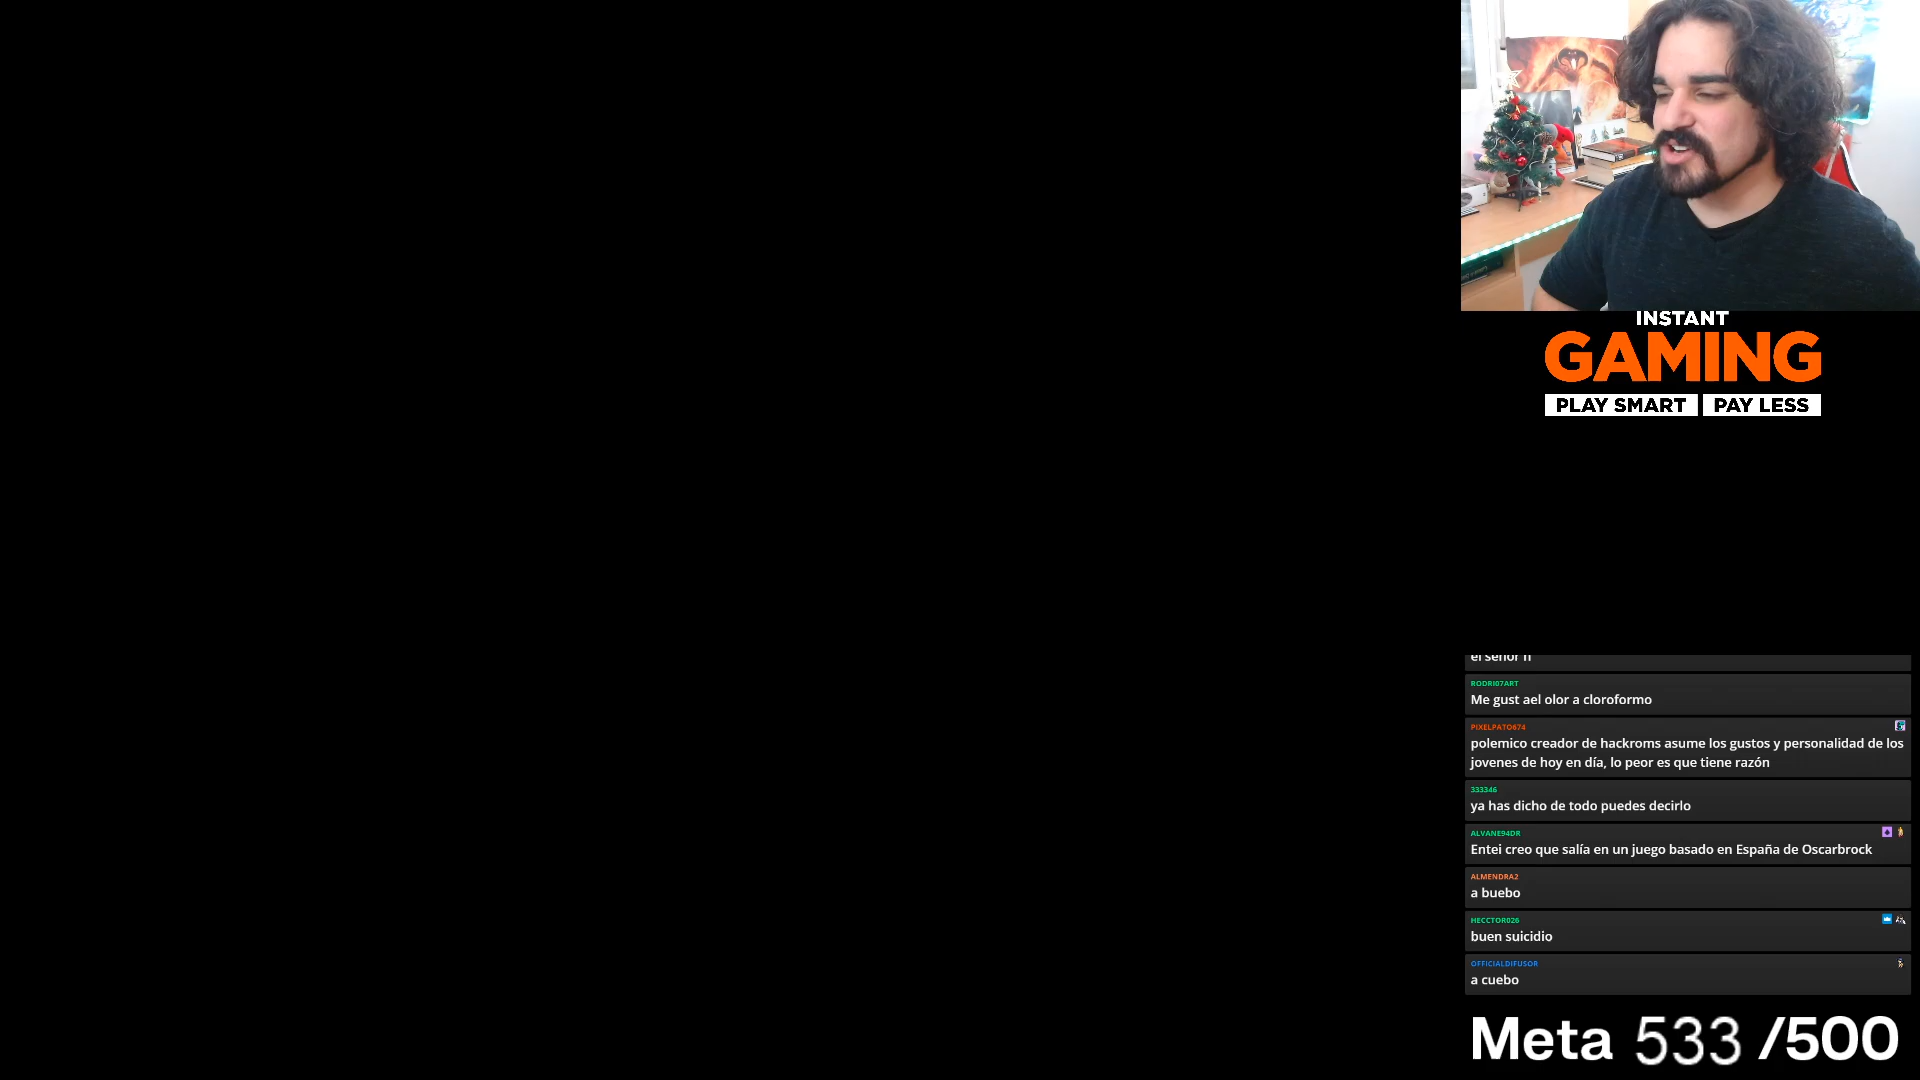 INSTANT
GAMING
PLAY SMART PAY LESS
el señor n
RODRI07ART
Me gust ael olor a cloroformo
PIXELPATO674
polemico creador de hackroms asume los gustos y personalidad de los
jovenes de hoy en día, lo peor es que tiene razón
333346
ya has dicho de todo puedes decirlo
ALVANE94DR
Entei creo que salía en un juego basado en España de Oscarbrock
ALMENDRA2
a buebo
HECCTOR026
buen suicidio
OFFICIALDIFUSOR
a cuebo
Meta 533 /500